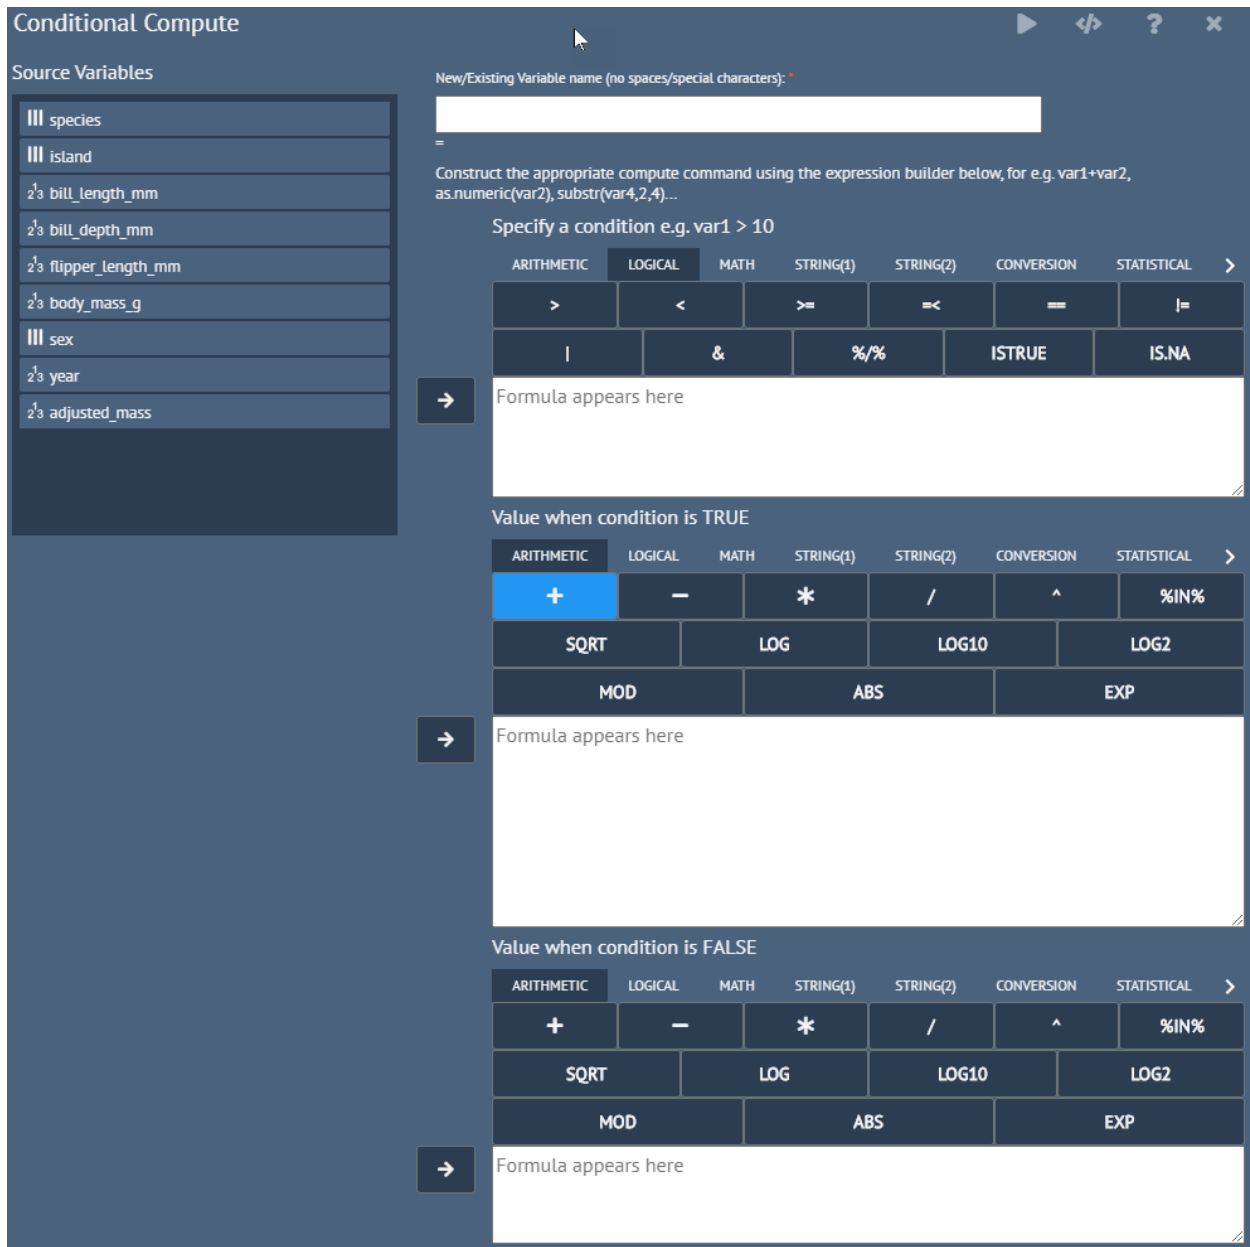 Conditional Compute
Source Variables
species
island
bill_length_mm
bill_depth_mm
flipper_length_mm
body_mass_g
sex
year
adjusted_mass
New/Existing Variable name (no spaces/special characters): *
=
Construct the appropriate compute command using the expression builder below, for e.g. var1+var2,
as.numeric(var2), substr(var4,2,4)...
Specify a condition e.g. var1 > 10
ARITHMETIC LOGICAL MATH STRING(1) STRING(2) CONVERSION STATISTICAL
> < >= =< == !=
| & %/% ISTRUE IS.NA
Formula appears here
Value when condition is TRUE
ARITHMETIC LOGICAL MATH STRING(1) STRING(2) CONVERSION STATISTICAL
+ - * / ^ %IN%
SQRT LOG LOG10 LOG2
MOD ABS EXP
Formula appears here
Value when condition is FALSE
ARITHMETIC LOGICAL MATH STRING(1) STRING(2) CONVERSION STATISTICAL
+ - * / ^ %IN%
SQRT LOG LOG10 LOG2
MOD ABS EXP
Formula appears here